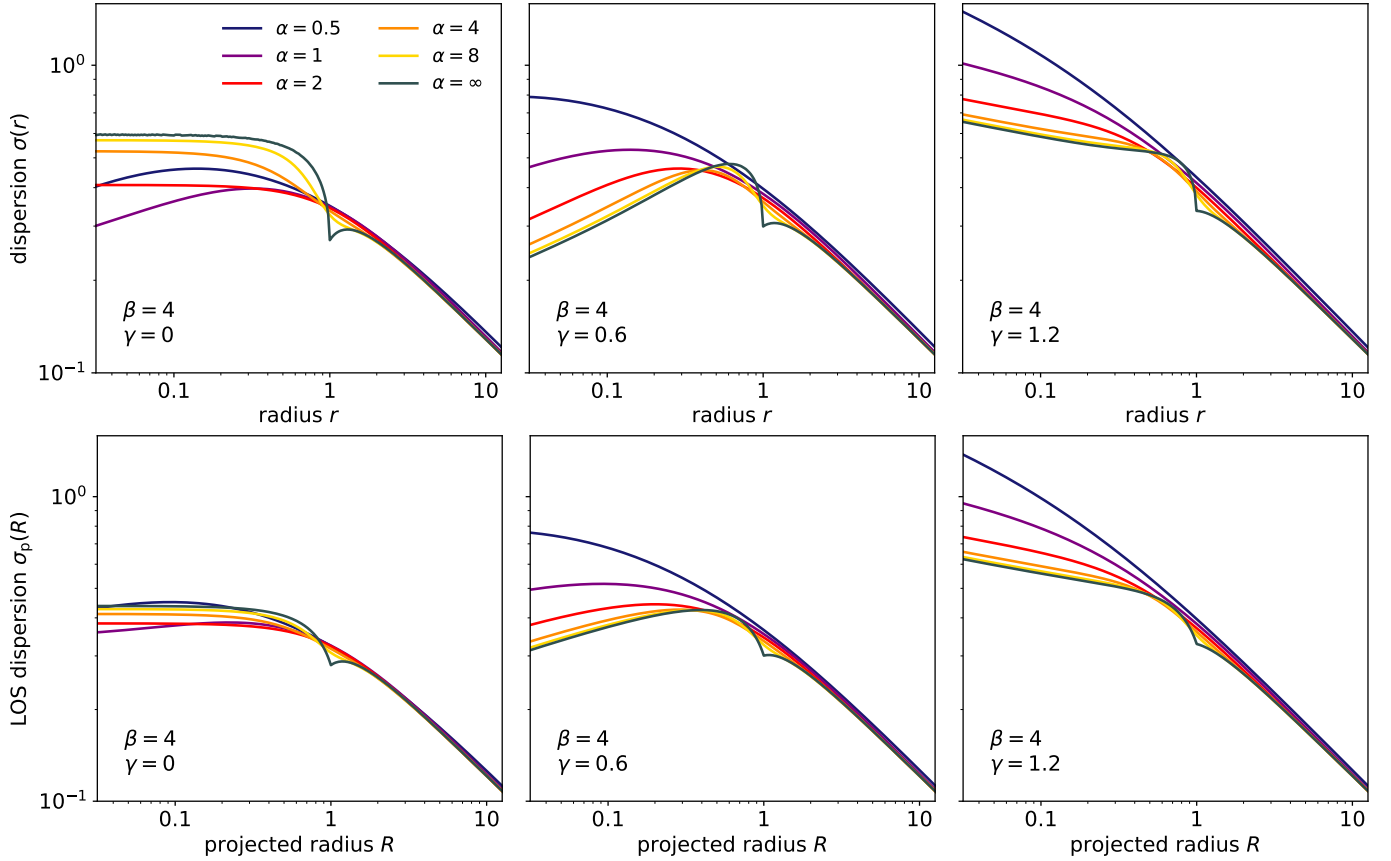 dispersion σ(r)
10⁰
10⁻¹
α = 0.5
α = 1
α = 2
α = 4
α = 8
α = ∞
β = 4
γ = 0
0.1 1 10
radius r
β = 4
γ = 0.6
0.1 1 10
β = 4
γ = 1.2
0.1 1 10
radius r
LOS dispersion σₚ(R)
10⁰
10⁻¹
β = 4
γ = 0
0.1 1 10
projected radius R
β = 4
γ = 0.6
0.1 1 10
projected radius R
β = 4
γ = 1.2
0.1 1 10
projected radius R